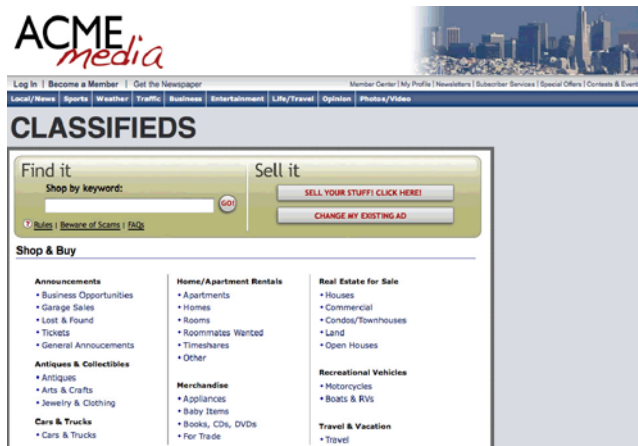 ACME
media
Log In | Become a Member | Get the Newspaper
Member Center | My Profile | Newsletters | Subscriber Services | Special Offers | Contests & Event
Local/News Sports Weather Traffic Business Entertainment Life/Travel Opinion Photos/Video
CLASSIFIEDS
Find it
Shop by keyword:
GO!
? Rules | Beware of Scams | FAQs
Sell it
SELL YOUR STUFF! CLICK HERE!
CHANGE MY EXISTING AD
Shop & Buy
Announcements
• Business Opportunities
• Garage Sales
• Lost & Found
• Tickets
• General Annoucements
Antiques & Collectibles
• Antiques
• Arts & Crafts
• Jewelry & Clothing
Cars & Trucks
• Cars & Trucks
Home/Apartment Rentals
• Apartments
• Homes
• Rooms
• Roommates Wanted
• Timeshares
• Other
Merchandise
• Appliances
• Baby Items
• Books, CDs, DVDs
• For Trade
Real Estate for Sale
• Houses
• Commercial
• Condos/Townhouses
• Land
• Open Houses
Recreational Vehicles
• Motorcycles
• Boats & RVs
Travel & Vacation
• Travel